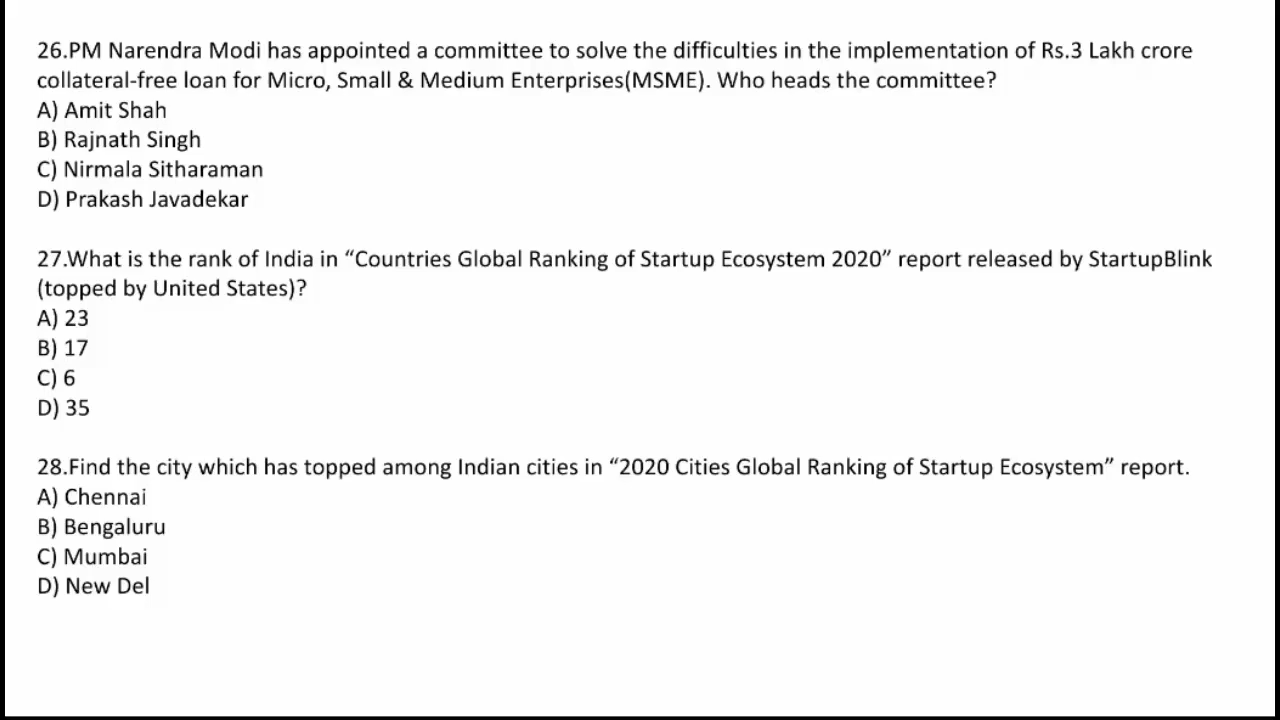 26.PM Narendra Modi has appointed a committee to solve the difficulties in the implementation of Rs.3 Lakh crore
collateral-free loan for Micro, Small & Medium Enterprises(MSME). Who heads the committee?
A) Amit Shah
B) Rajnath Singh
C) Nirmala Sitharaman
D) Prakash Javadekar
27.What is the rank of India in “Countries Global Ranking of Startup Ecosystem 2020” report released by StartupBlink
(topped by United States)?
A) 23
B) 17
C) 6
D) 35
28.Find the city which has topped among Indian cities in “2020 Cities Global Ranking of Startup Ecosystem” report.
A) Chennai
B) Bengaluru
C) Mumbai
D) New Del